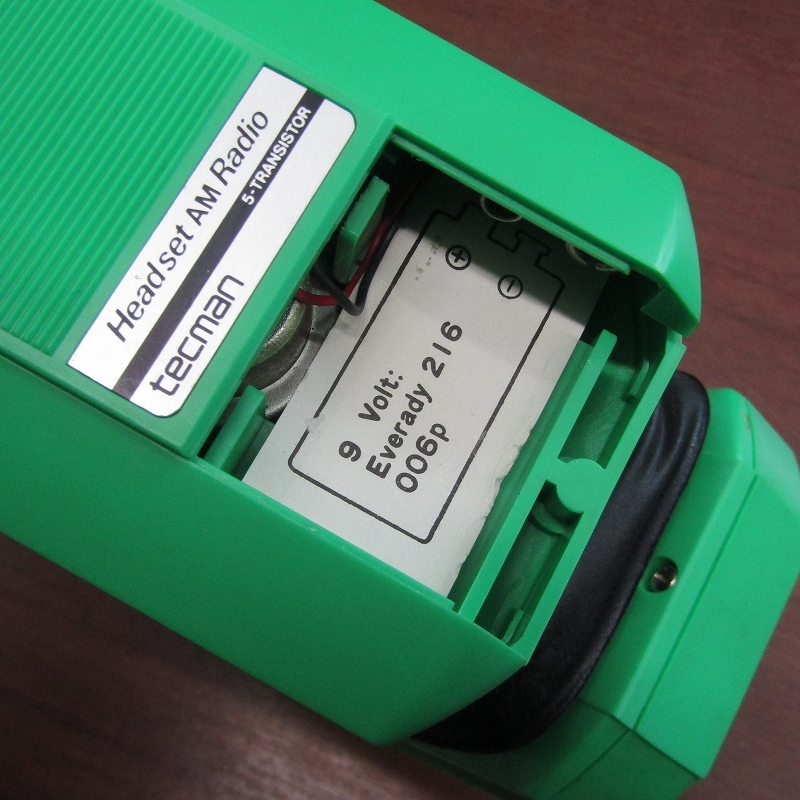 Headset AM Radio
5-TRANSISTOR
tecman
+
-
9 Volt:
Everady 216
006p